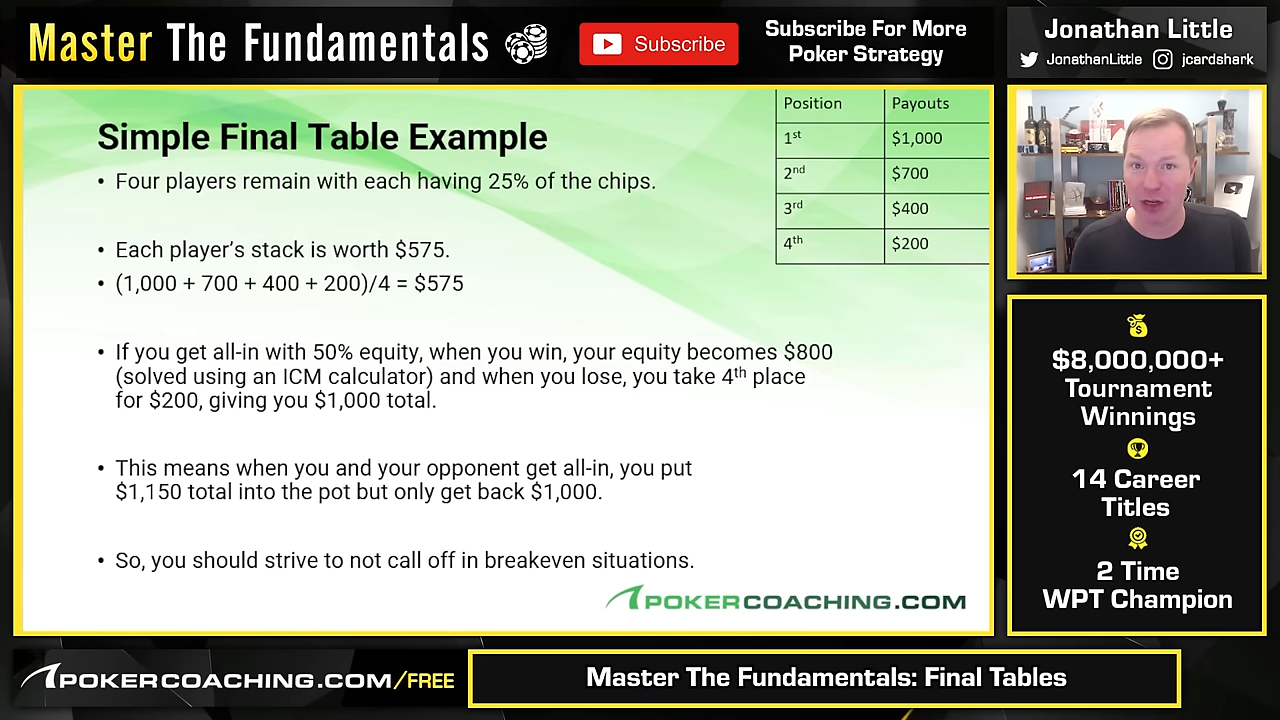 Master The Fundamentals
Subscribe
Subscribe For More
Poker Strategy
Jonathan Little
JonathanLittle jcardshark
Simple Final Table Example
• Four players remain with each having 25% of the chips.
• Each player’s stack is worth $575.
• (1,000 + 700 + 400 + 200)/4 = $575
• If you get all-in with 50% equity, when you win, your equity becomes $800
(solved using an ICM calculator) and when you lose, you take 4th place
for $200, giving you $1,000 total.
• This means when you and your opponent get all-in, you put
$1,150 total into the pot but only get back $1,000.
• So, you should strive to not call off in breakeven situations.
Position Payouts
1st $1,000
2nd $700
3rd $400
4th $200
POKERCOACHING.COM
$8,000,000+
Tournament
Winnings
14 Career
Titles
2 Time
WPT Champion
POKERCOACHING.COM/FREE
Master The Fundamentals: Final Tables